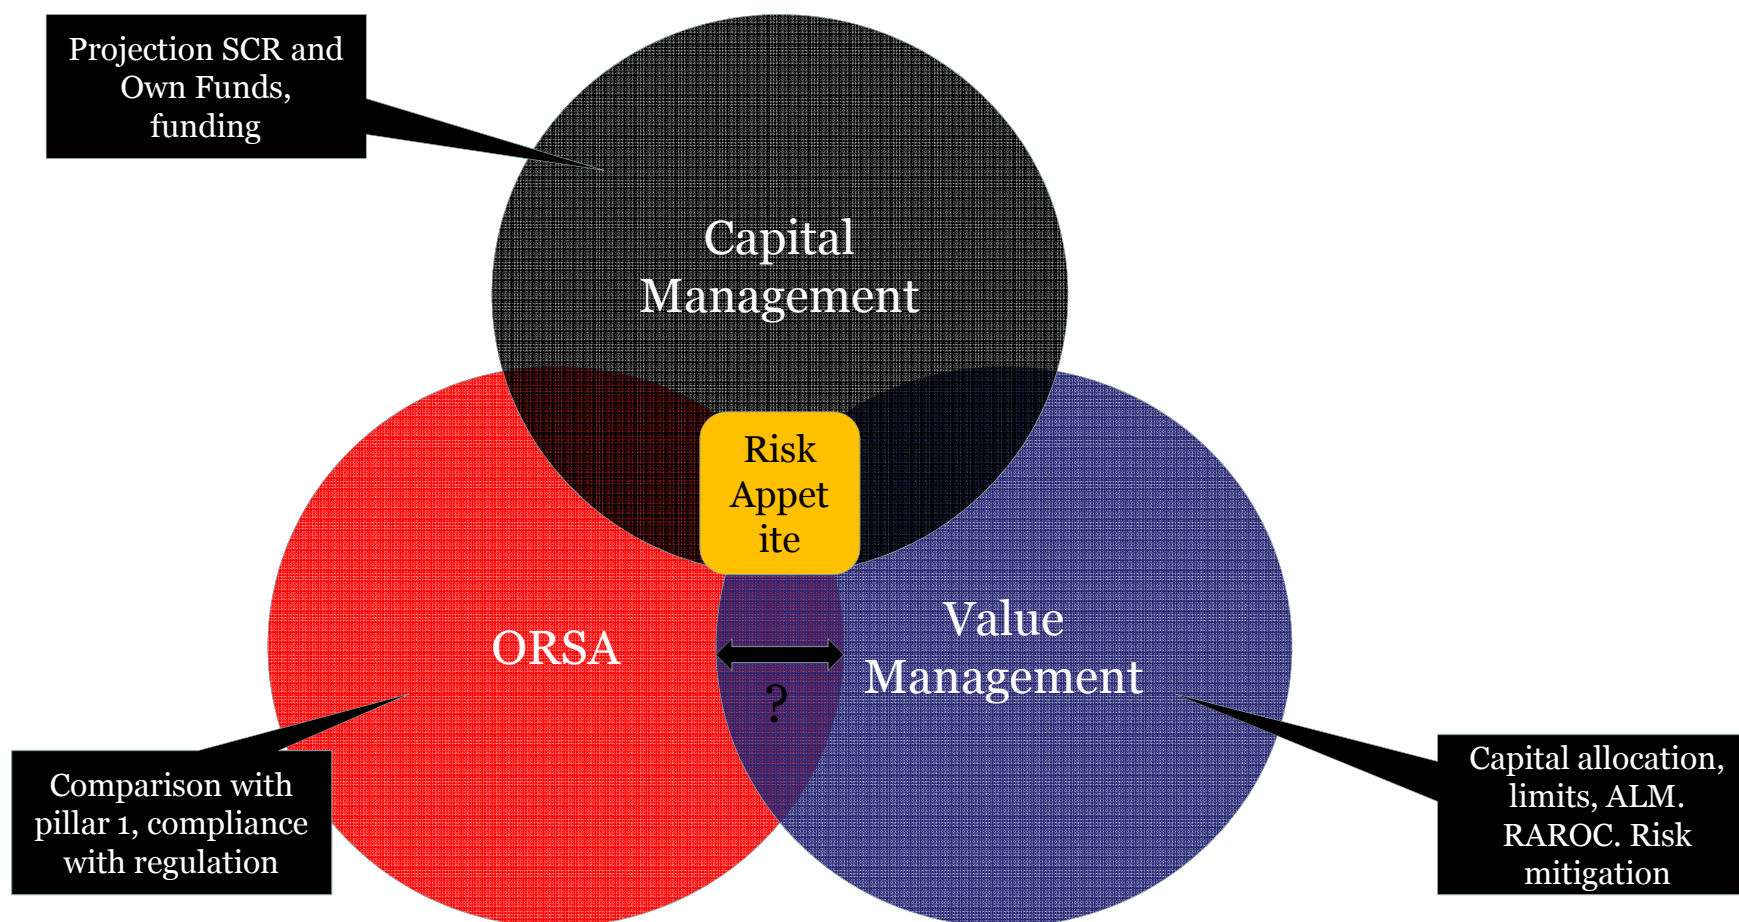 Projection SCR and
Own Funds,
funding
Capital
Management
Risk
Appet
ite
ORSA
Value
Management
?
Comparison with
pillar 1, compliance
with regulation
Capital allocation,
limits, ALM.
RAROC. Risk
mitigation